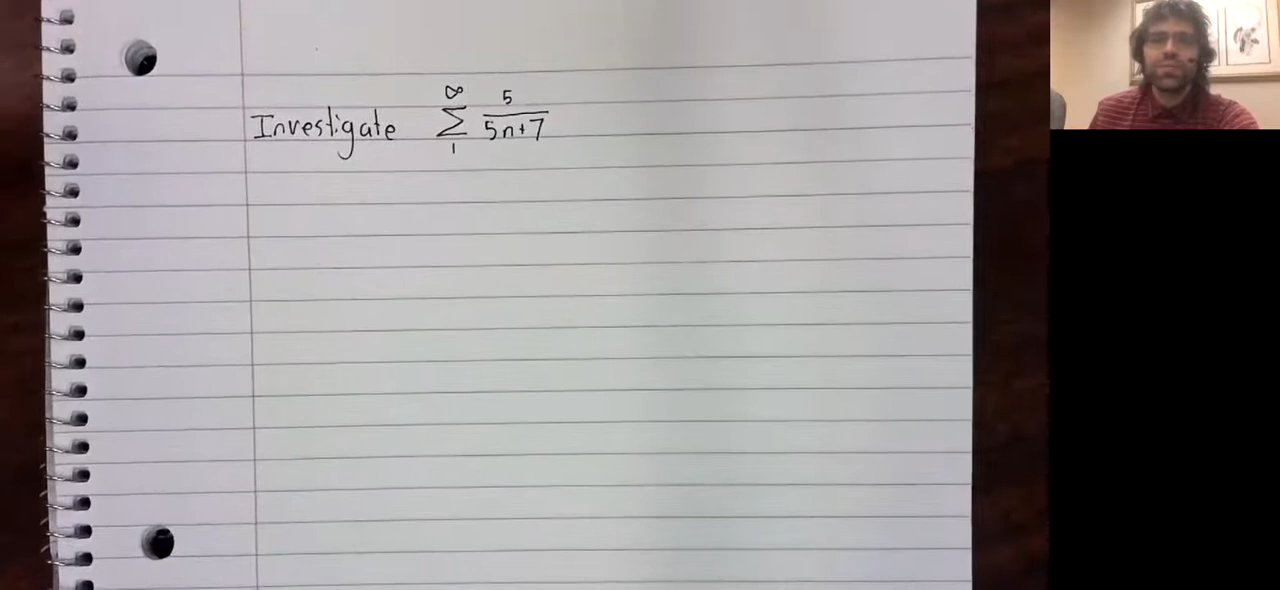 Investigate ∞ ∑ 1 5/(5n+7)